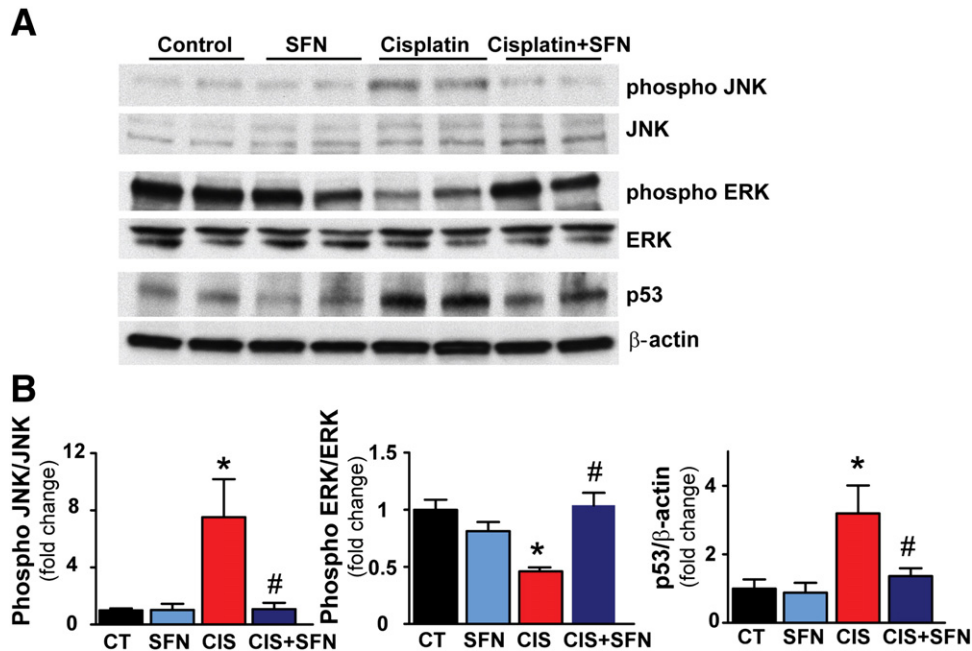 A
Control SFN Cisplatin Cisplatin+SFN
phospho JNK
JNK
phospho ERK
ERK
p53
β-actin
B
Phospho JNK/JNK
(fold change)
12
8
4
0
*
#
CT SFN CIS CIS+SFN
Phospho ERK/ERK
(fold change)
1.5
1
0.5
0
*
#
CT SFN CIS CIS+SFN
p53/β-actin
(fold change)
4
2
0
*
#
CT SFN CIS CIS+SFN